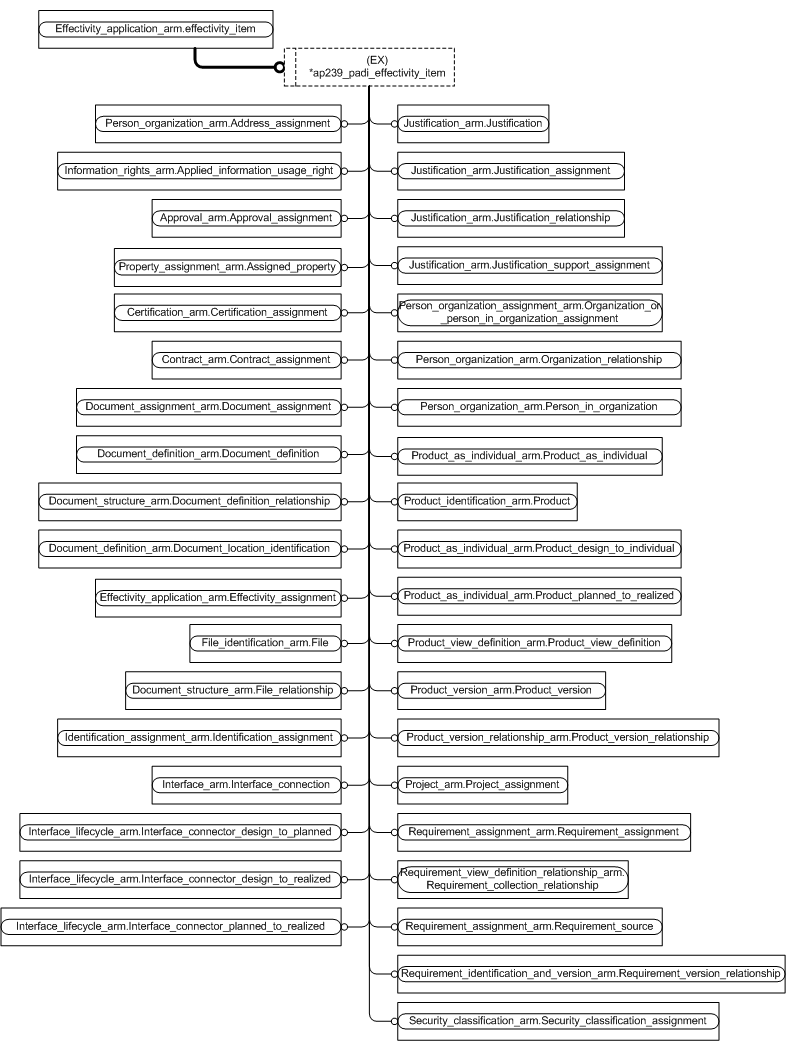 Effectivity_application_arm.effectivity_item
(EX)
*ap239_padi_effectivity_item
Person_organization_arm.Address_assignment
Justification_arm.Justification
Information_rights_arm.Applied_information_usage_right
Justification_arm.Justification_assignment
Approval_arm.Approval_assignment
Justification_arm.Justification_relationship
Property_assignment_arm.Assigned_property
Justification_arm.Justification_support_assignment
Certification_arm.Certification_assignment
Person_organization_assignment_arm.Organization_or
_person_in_organization_assignment
Contract_arm.Contract_assignment
Person_organization_arm.Organization_relationship
Document_assignment_arm.Document_assignment
Person_organization_arm.Person_in_organization
Document_definition_arm.Document_definition
Product_as_individual_arm.Product_as_individual
Document_structure_arm.Document_definition_relationship
Product_identification_arm.Product
Document_definition_arm.Document_location_identification
Product_as_individual_arm.Product_design_to_individual
Effectivity_application_arm.Effectivity_assignment
Product_as_individual_arm.Product_planned_to_realized
File_identification_arm.File
Product_view_definition_arm.Product_view_definition
Document_structure_arm.File_relationship
Product_version_arm.Product_version
Identification_assignment_arm.Identification_assignment
Product_version_relationship_arm.Product_version_relationship
Interface_arm.Interface_connection
Project_arm.Project_assignment
Interface_lifecycle_arm.Interface_connector_design_to_planned
Requirement_assignment_arm.Requirement_assignment
Interface_lifecycle_arm.Interface_connector_design_to_realized
Requirement_view_definition_relationship_arm.
Requirement_collection_relationship
Interface_lifecycle_arm.Interface_connector_planned_to_realized
Requirement_assignment_arm.Requirement_source
Requirement_identification_and_version_arm.Requirement_version_relationship
Security_classification_arm.Security_classification_assignment